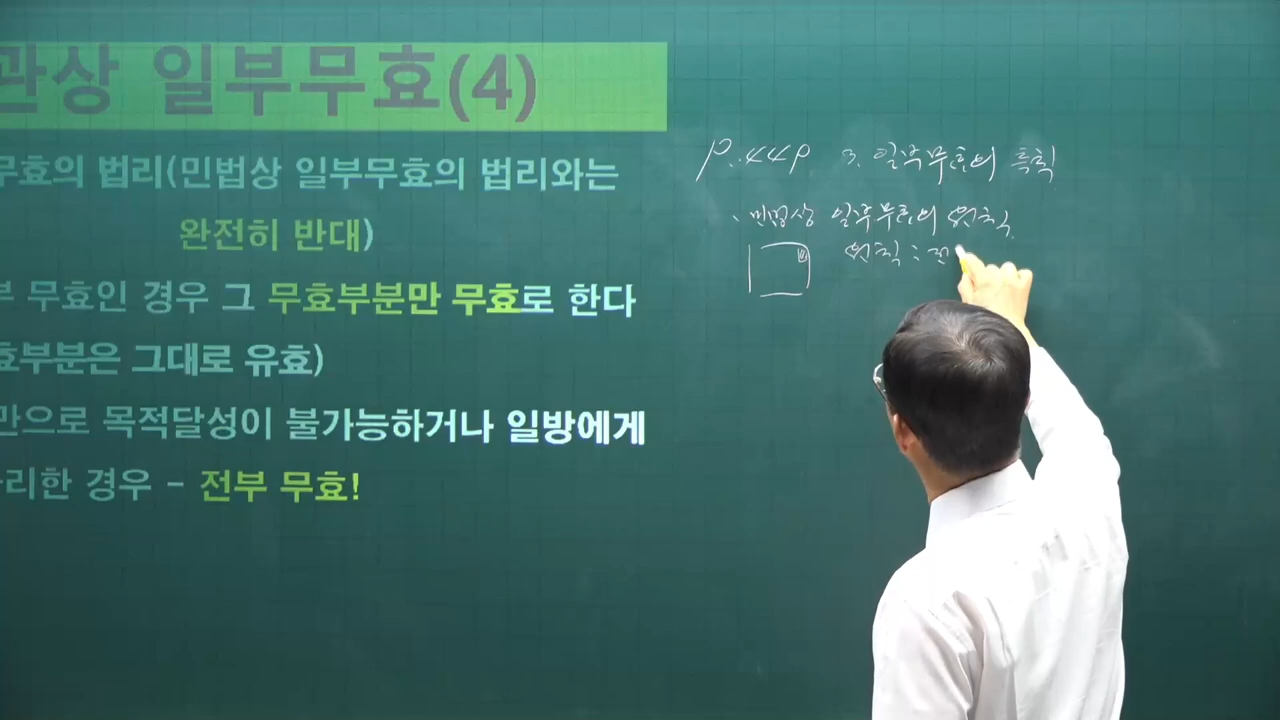 관상 일부무효(4)
무효의 법리(민법상 일부무효의 법리와는
완전히 반대)
부 무효인 경우 그 무효부분만 무효로 한다
효부분은 그대로 유효)
만으로 목적달성이 불가능하거나 일방에게
리한 경우 - 전부 무효!
P. 449 3. 일부무효의 특칙
민법상 일부무효의 원칙
원칙 : 전